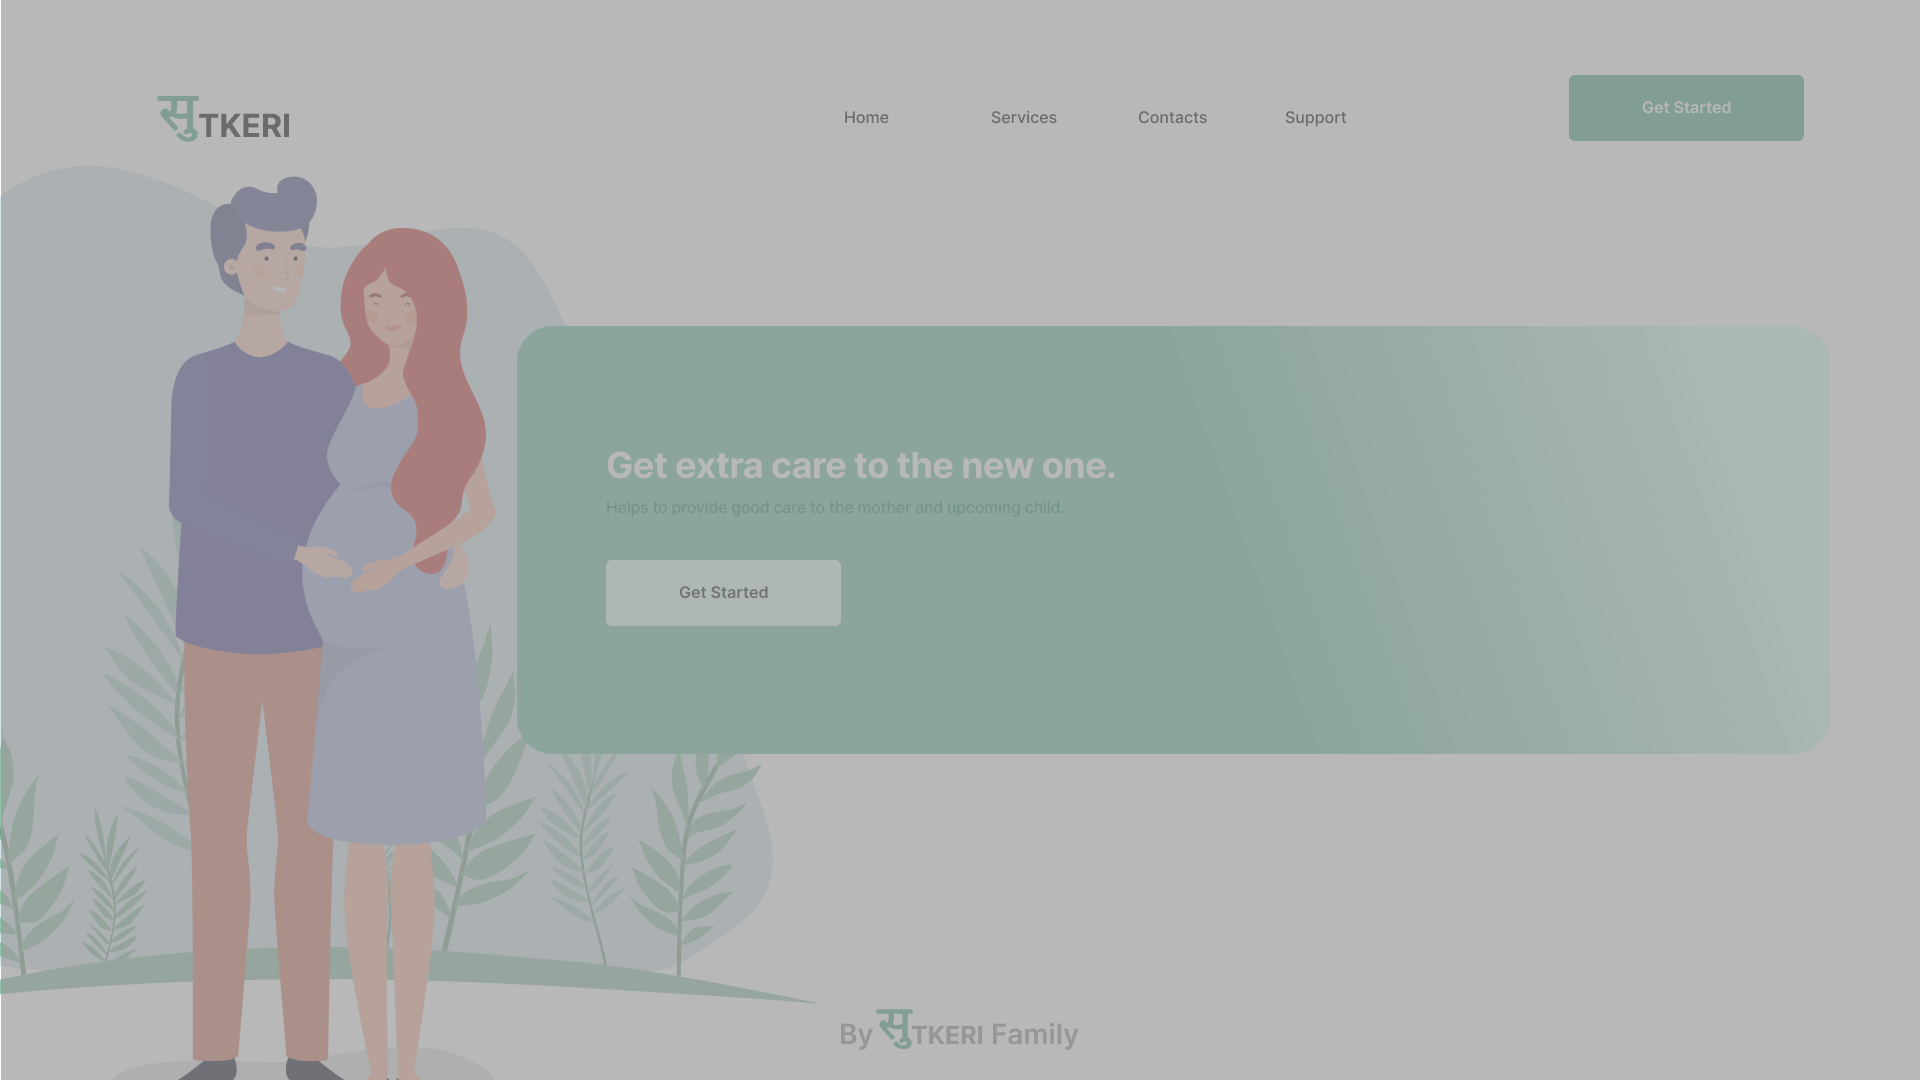 सुTKERI
Home
Services
Contacts
Support
Get Started
Get extra care to the new one.
Helps to provide good care to the mother and upcoming child.
Get Started
By सुTKERI Family